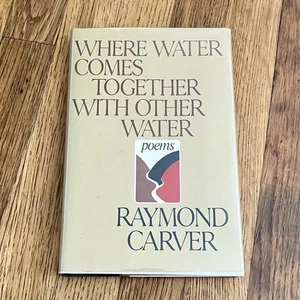 WHERE WATER
COMES
TOGETHER
WITH OTHER
WATER
poems
RAYMOND
CARVER